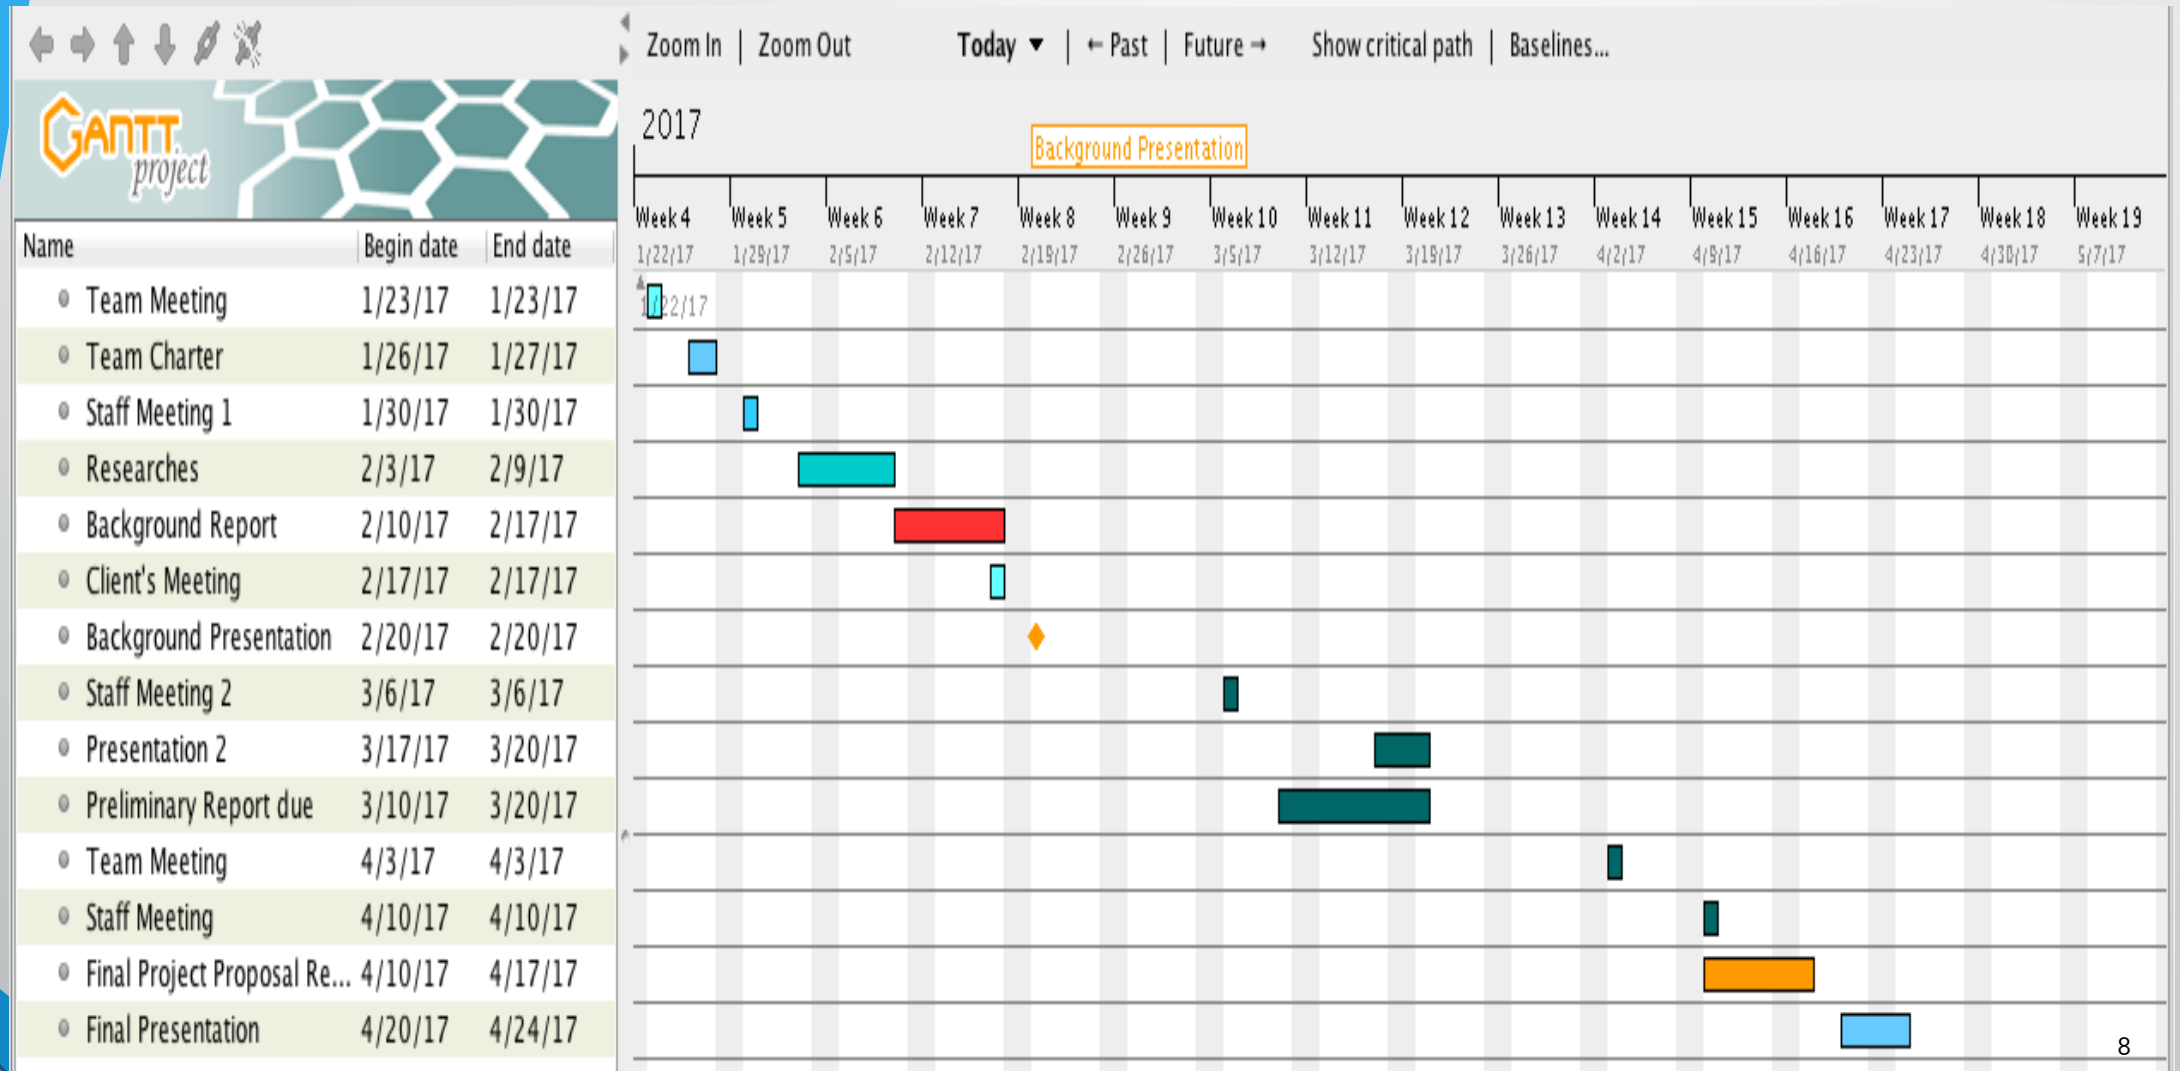 Zoom In | Zoom Out Today ▼ | ← Past | Future → Show critical path | Baselines...
GANTT
project
2017
Background Presentation
Week 4 Week 5 Week 6 Week 7 Week 8 Week 9 Week 10 Week 11 Week 12 Week 13 Week 14 Week 15 Week 16 Week 17 Week 18 Week 19
1/22/17 1/29/17 2/5/17 2/12/17 2/19/17 2/26/17 3/5/17 3/12/17 3/19/17 3/26/17 4/2/17 4/9/17 4/16/17 4/23/17 4/30/17 5/7/17
Name Begin date End date
Team Meeting 1/23/17 1/23/17
1/22/17
Team Charter 1/26/17 1/27/17
Staff Meeting 1 1/30/17 1/30/17
Researches 2/3/17 2/9/17
Background Report 2/10/17 2/17/17
Client's Meeting 2/17/17 2/17/17
Background Presentation 2/20/17 2/20/17
Staff Meeting 2 3/6/17 3/6/17
Presentation 2 3/17/17 3/20/17
Preliminary Report due 3/10/17 3/20/17
Team Meeting 4/3/17 4/3/17
Staff Meeting 4/10/17 4/10/17
Final Project Proposal Re... 4/10/17 4/17/17
Final Presentation 4/20/17 4/24/17
8